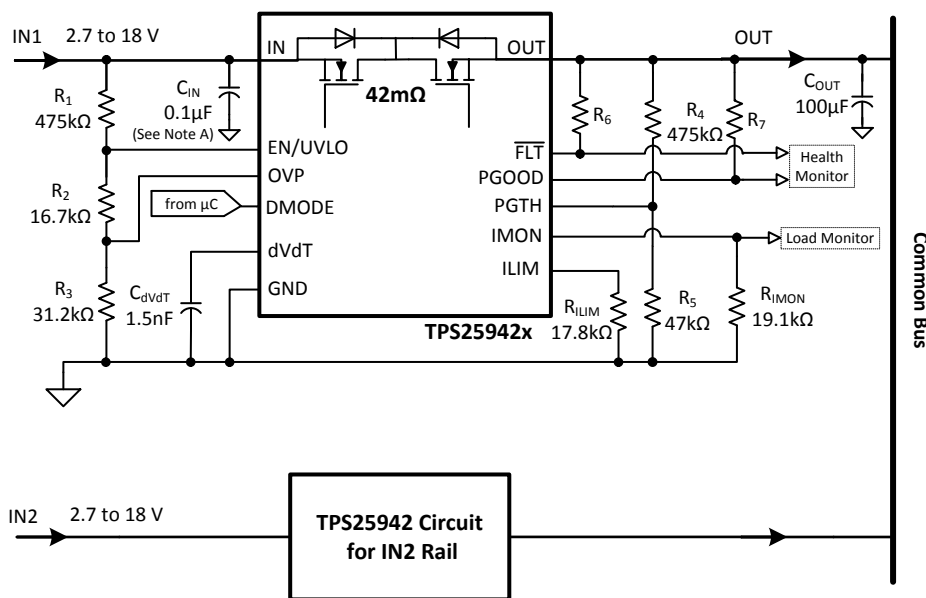 IN1
2.7 to 18 V
R1
475kΩ
CIN
0.1µF
(See Note A)
IN
OUT
42mΩ
OUT
COUT
100µF
R6
R4
475kΩ
R7
EN/UVLO
FLT
Health
Monitor
R2
16.7kΩ
OVP
PGOOD
from µC
DMODE
PGTH
IMON
Load Monitor
dVdT
ILIM
R3
31.2kΩ
CdVdT
1.5nF
GND
RILIM
17.8kΩ
R5
47kΩ
RIMON
19.1kΩ
TPS25942x
Common Bus
IN2
2.7 to 18 V
TPS25942 Circuit
for IN2 Rail